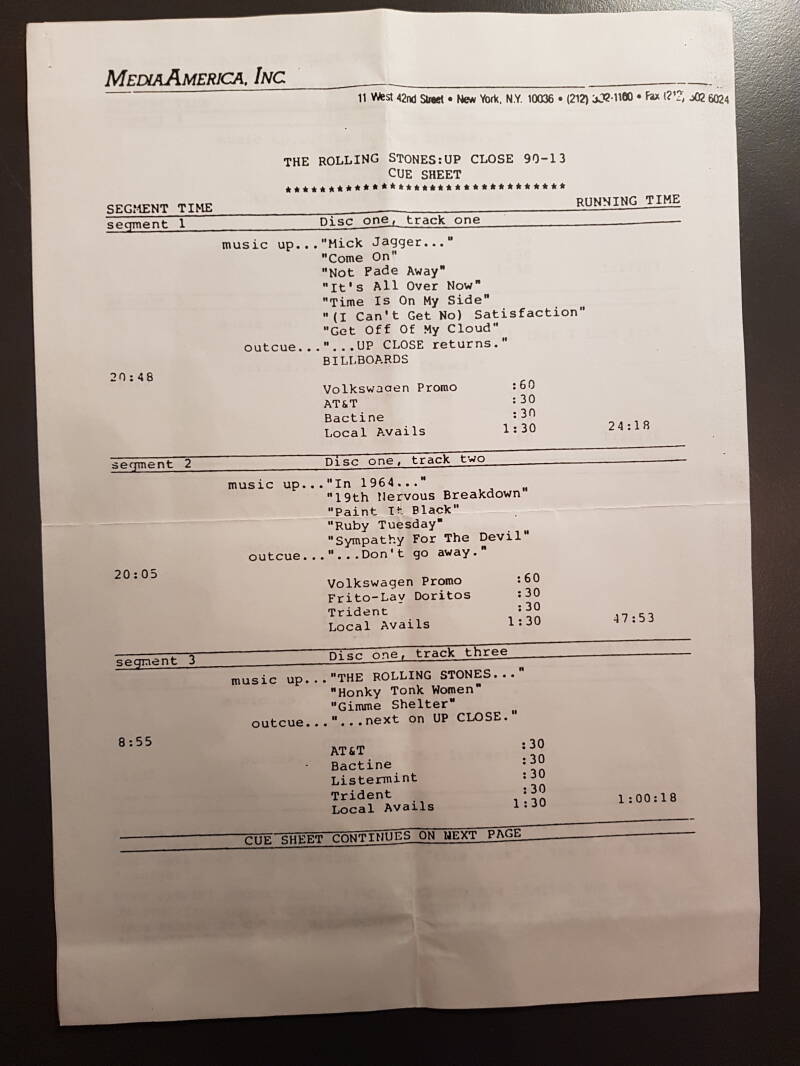 MEDIAAMERICA, INC
11 West 42nd Street • New York, N.Y. 10036 • (212) 302-1100 • Fax (212) 302 6024
THE ROLLING STONES:UP CLOSE 90-13
CUE SHEET
*********************************
SEGMENT TIME RUNNING TIME
segment 1 Disc one, track one
music up..."Mick Jagger..."
"Come On"
"Not Fade Away"
"It's All Over Now"
"Time Is On My Side"
"(I Can't Get No) Satisfaction"
"Get Off Of My Cloud"
outcue..."...UP CLOSE returns."
BILLBOARDS
20:48
Volkswagen Promo :60
AT&T :30
Bactine :30
Local Avails 1:30 24:18
segment 2 Disc one, track two
music up..."In 1964..."
"19th Nervous Breakdown"
"Paint It Black"
"Ruby Tuesday"
"Sympathy For The Devil"
outcue..."...Don't go away."
20:05
Volkswagen Promo :60
Frito-Lay Doritos :30
Trident :30
Local Avails 1:30 47:53
segment 3 Disc one, track three
music up..."THE ROLLING STONES..."
"Honky Tonk Women"
"Gimme Shelter"
outcue..."...next on UP CLOSE."
8:55
AT&T :30
Bactine :30
Listermint :30
Trident :30
Local Avails 1:30 1:00:18
CUE SHEET CONTINUES ON NEXT PAGE